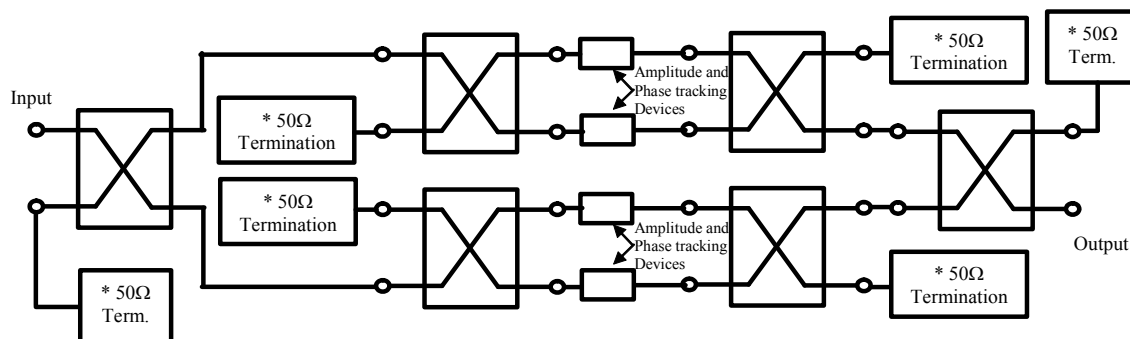 * 50Ω
Termination
* 50Ω
Term.
Input
* 50Ω
Termination
Amplitude and
Phase tracking
Devices
* 50Ω
Termination
Amplitude and
Phase tracking
Devices
Output
* 50Ω
Termination
* 50Ω
Term.